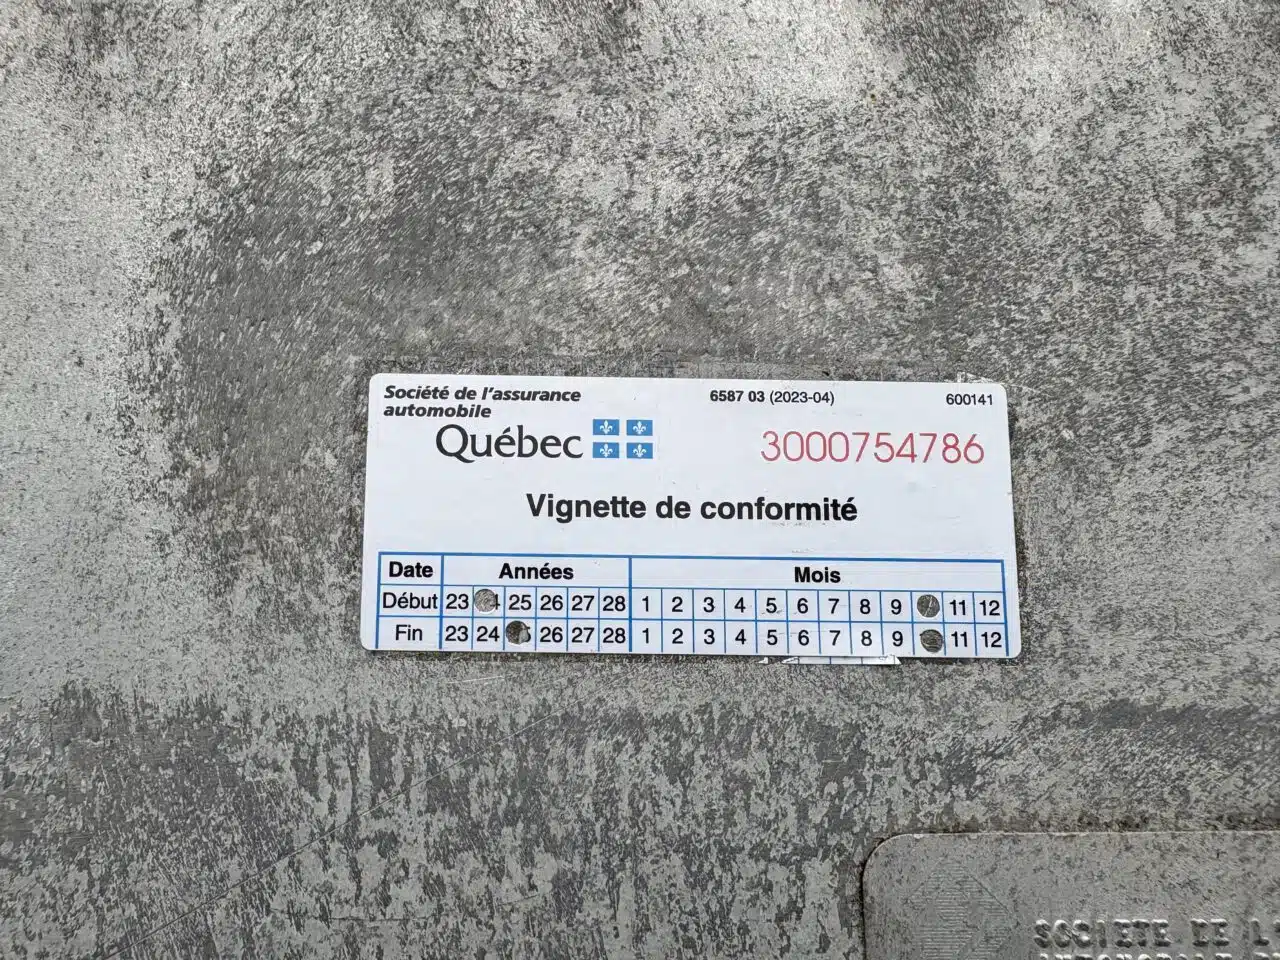 Société de l'assurance
automobile
Québec
6587 03 (2023-04)
600141
3000754786
Vignette de conformité
Date Années Mois
Début 23 25 26 27 28 1 2 3 4 5 6 7 8 9 11 12
Fin 23 24 26 27 28 1 2 3 4 5 6 7 8 9 11 12
SOCIETE DE L